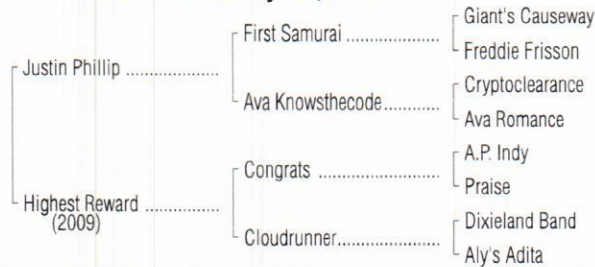 Giant's Causeway
First Samurai ................
Freddie Frisson
Justin Phillip ......................
Cryptoclearance
Ava Knowsthecode............
Ava Romance
A.P. Indy
Congrats ......................
Praise
Highest Reward .................
(2009)
Dixieland Band
Cloudrunner...................
Aly's Adita